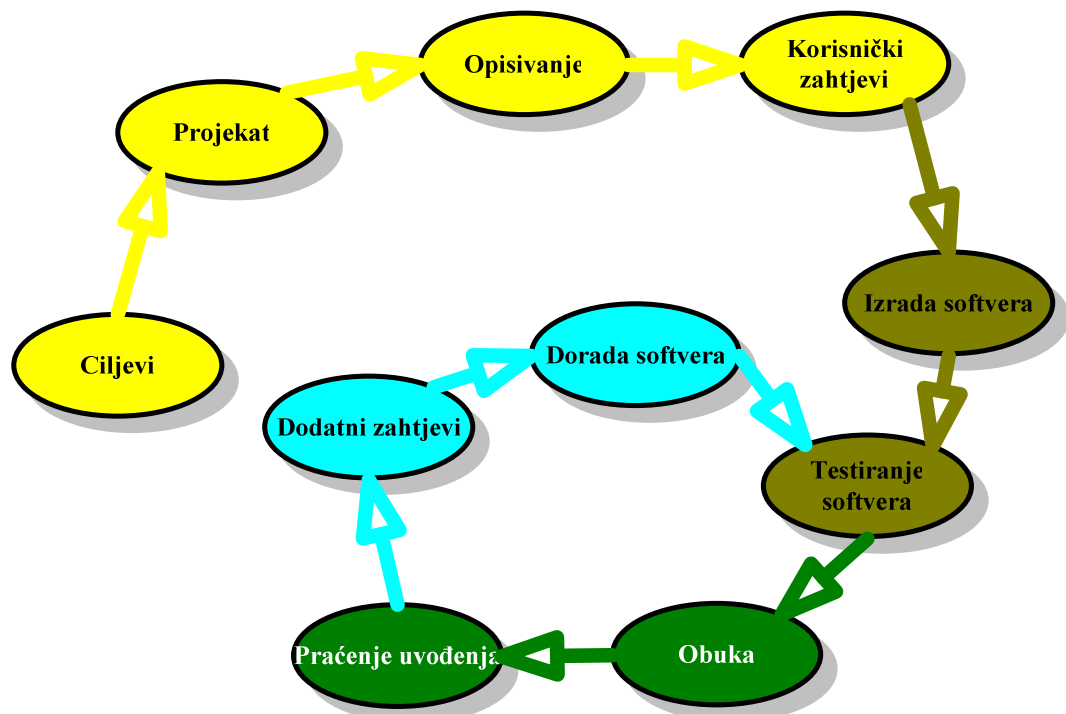 Opisivanje
Korisnički
zahtjevi
Projekat
Izrada softvera
Dorada softvera
Ciljevi
Dodatni zahtjevi
Testiranje
softvera
Praćenje uvođenja
Obuka